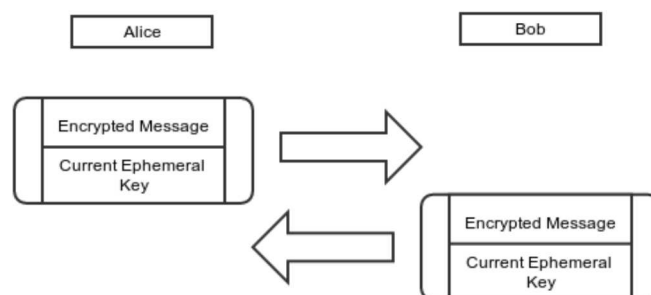 Alice
Bob
Encrypted Message
Current Ephemeral
Key
Encrypted Message
Current Ephemeral
Key